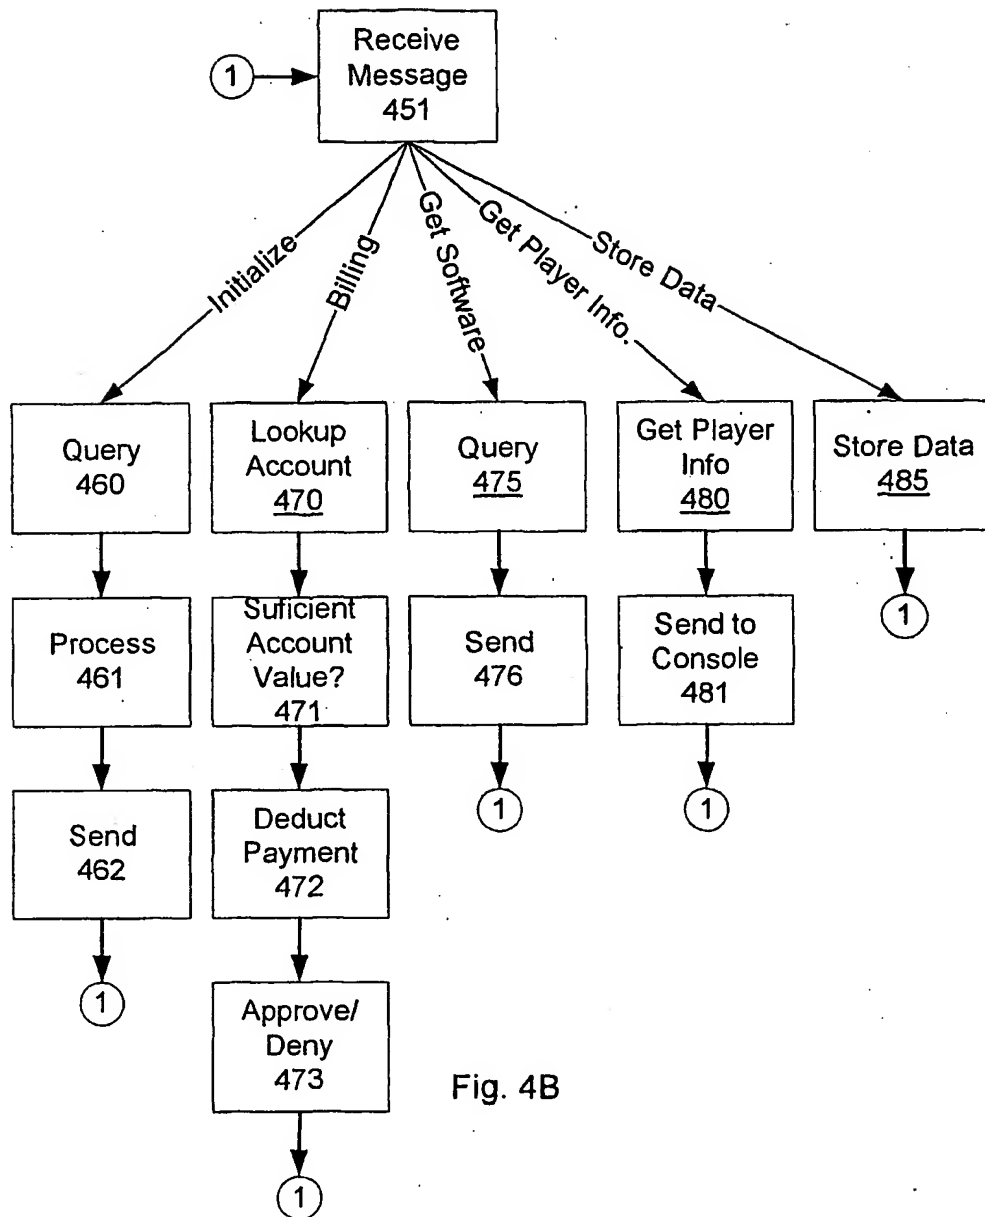 Receive
Message
451
1
Initialize
Billing
Get Software
Get Player Info.
Store Data
Query
460
Lookup
Account
470
Query
475
Get Player
Info
480
Store Data
485
Process
461
Suficient
Account
Value?
471
Send
476
Send to
Console
481
1
Send
462
Deduct
Payment
472
1
1
1
Approve/
Deny
473
Fig. 4B
1